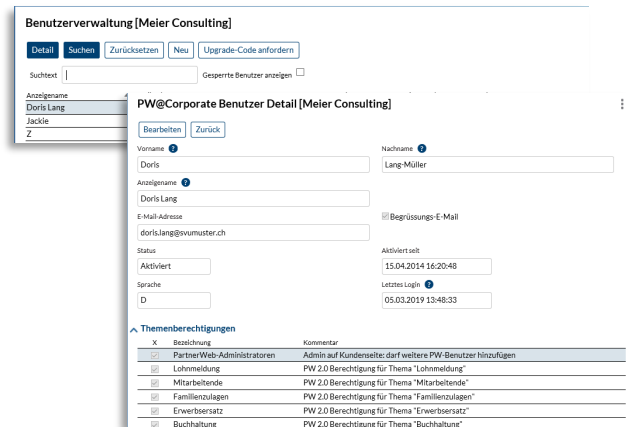 Benutzerverwaltung [Meier Consulting]
Detail Suchen Zurücksetzen Neu Upgrade-Code anfordern
Suchtext Gesperrte Benutzer anzeigen
Anzeigename
Doris Lang
Jackie
Z
PW@Corporate Benutzer Detail [Meier Consulting]
Bearbeiten Zurück
Vorname ? Nachname ?
Doris Lang-Müller
Anzeigename ?
Doris Lang
E-Mail-Adresse Begrüssungs-E-Mail
doris.lang@svumuster.ch
Status Aktiviert seit
Aktiviert 15.04.2014 16:20:48
Sprache Letztes Login ?
D 05.03.2019 13:48:33
Themenberechtigungen
X Bezeichnung Kommentar
PartnerWeb-Administratoren Admin auf Kundenseite: darf weitere PW-Benutzer hinzufügen
Lohnmeldung PW 2.0 Berechtigung für Thema "Lohnmeldung"
Mitarbeitende PW 2.0 Berechtigung für Thema "Mitarbeitende"
Familienzulagen PW 2.0 Berechtigung für Thema "Familienzulagen"
Erwerbsersatz PW 2.0 Berechtigung für Thema "Erwerbsersatz"
Buchhaltung PW 2.0 Berechtigung für Thema "Buchhaltung"